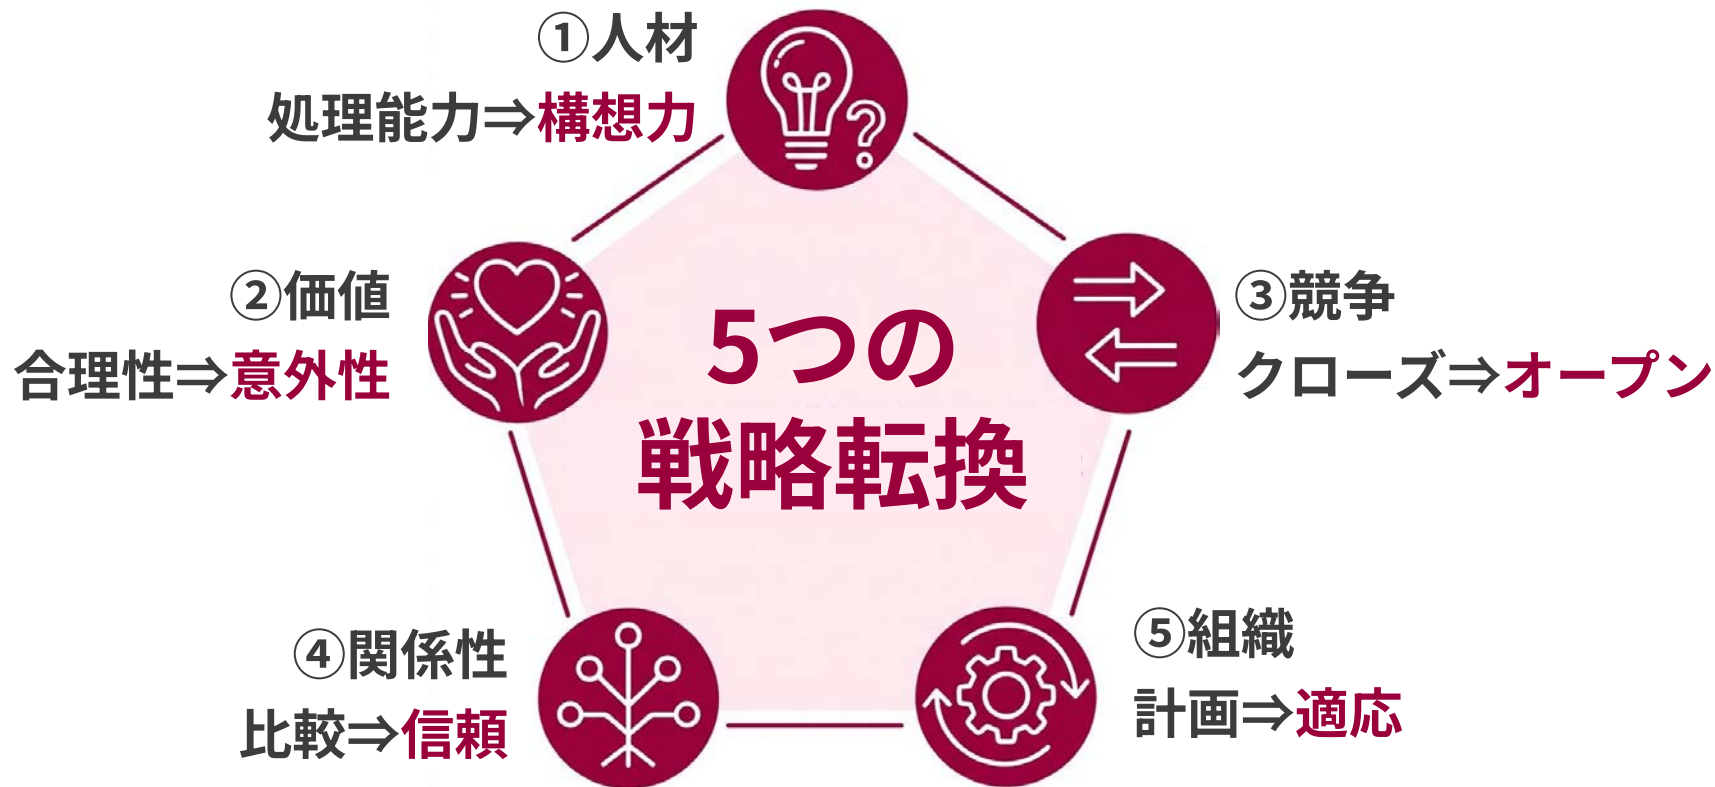 ①人材
処理能力⇒構想力
②価値
合理性⇒意外性
5つの
戦略転換
③競争
クローズ⇒オープン
④関係性
比較⇒信頼
⑤組織
計画⇒適応